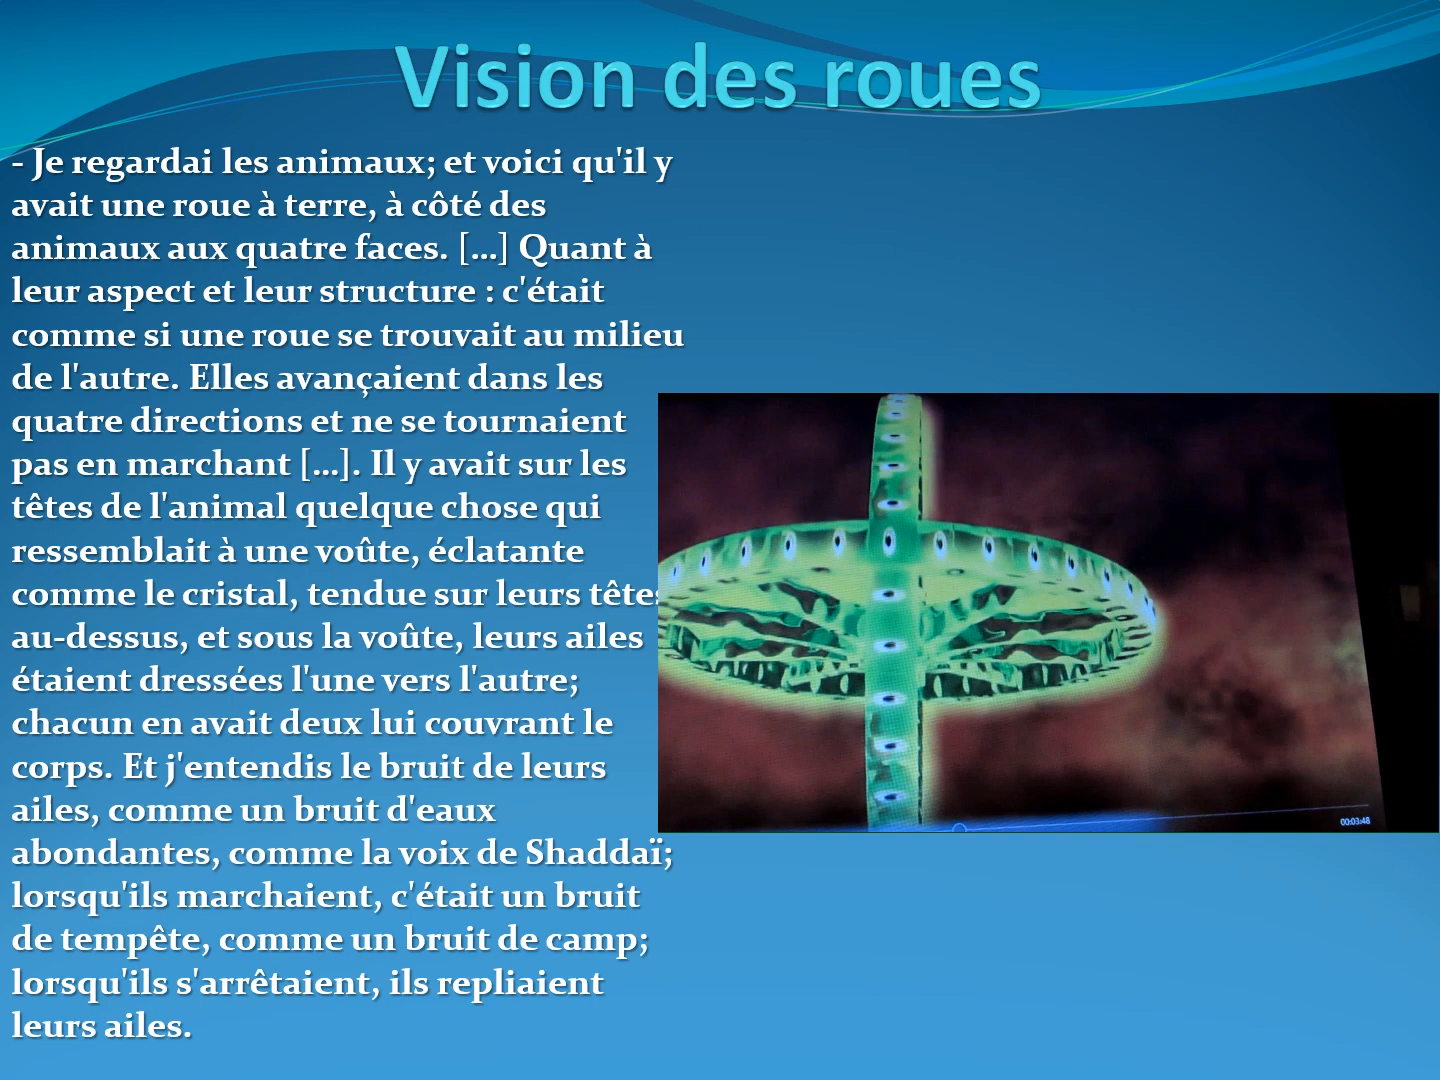 Vision des roues
- Je regardai les animaux; et voici qu'il y
avait une roue à terre, à côté des
animaux aux quatre faces. [...] Quant à
leur aspect et leur structure : c'était
comme si une roue se trouvait au milieu
de l'autre. Elles avançaient dans les
quatre directions et ne se tournaient
pas en marchant [...]. Il y avait sur les
têtes de l'animal quelque chose qui
ressemblait à une voûte, éclatante
comme le cristal, tendue sur leurs têtes
au-dessus, et sous la voûte, leurs ailes
étaient dressées l'une vers l'autre;
chacun en avait deux lui couvrant le
corps. Et j'entendis le bruit de leurs
ailes, comme un bruit d'eaux
abondantes, comme la voix de Shaddaï;
lorsqu'ils marchaient, c'était un bruit
de tempête, comme un bruit de camp;
lorsqu'ils s'arrêtaient, ils repliaient
leurs ailes.
00:03:48